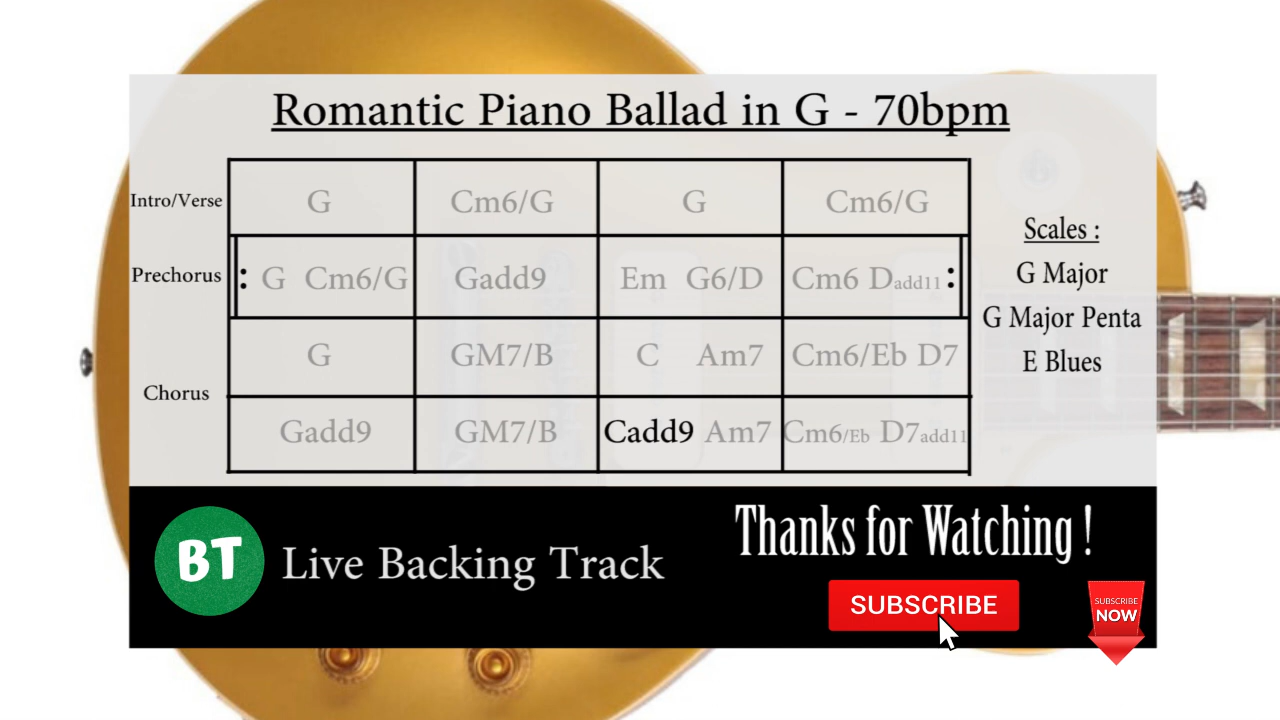 Romantic Piano Ballad in G - 70bpm
Intro/Verse G Cm6/G G Cm6/G
Prechorus : G Cm6/G Gadd9 Em G6/D Cm6 Dadd11 :
Chorus
G GM7/B C Am7 Cm6/Eb D7
Gadd9 GM7/B Cadd9 Am7 Cm6/Eb D7add11
Scales :
G Major
G Major Penta
E Blues
BT
Live Backing Track
Thanks for Watching !
SUBSCRIBE
SUBSCRIBE
NOW